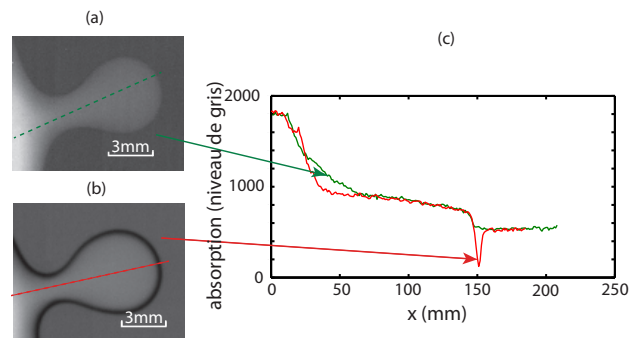 (a)
3mm
(b)
3mm
(c)
absorption (niveau de gris)
2000
1000
0
0 50 100 150 200 250
x (mm)